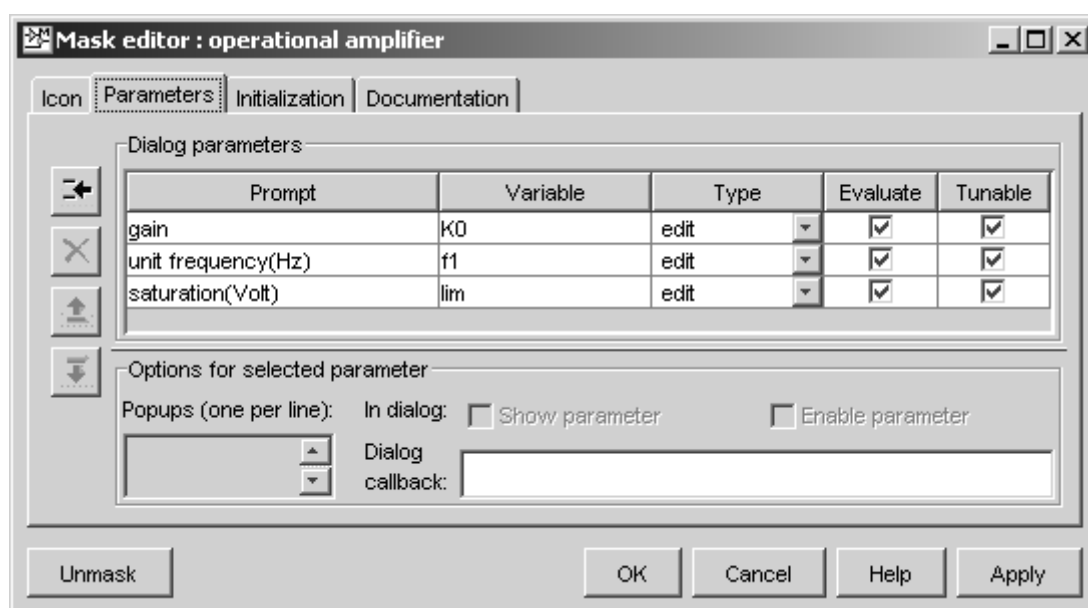 Mask editor : operational amplifier
Icon Parameters Initialization Documentation
Dialog parameters
Prompt Variable Type Evaluate Tunable
gain K0 edit
unit frequency(Hz) f1 edit
saturation(Volt) lim edit
Options for selected parameter
Popups (one per line): In dialog: Show parameter Enable parameter
Dialog
callback:
Unmask OK Cancel Help Apply